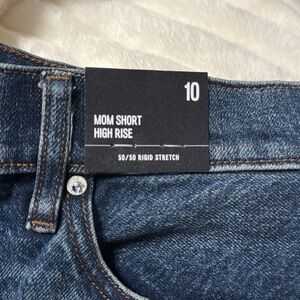 10
MOM SHORT
HIGH RISE
50/50 RIGID STRETCH